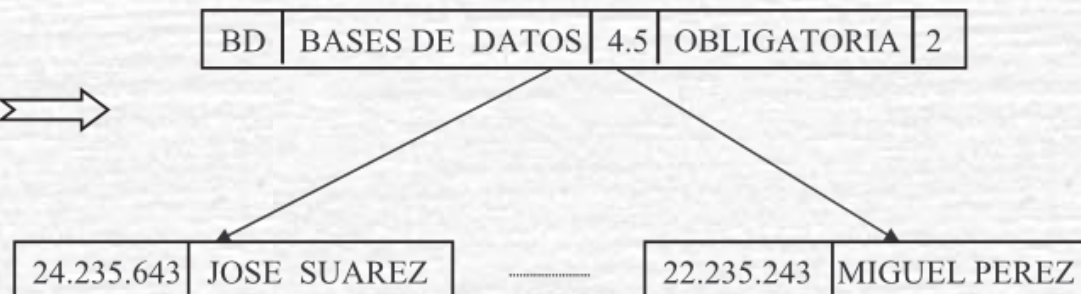 BD BASES DE DATOS 4.5 OBLIGATORIA 2
24.235.643 JOSE SUAREZ 22.235.243 MIGUEL PEREZ